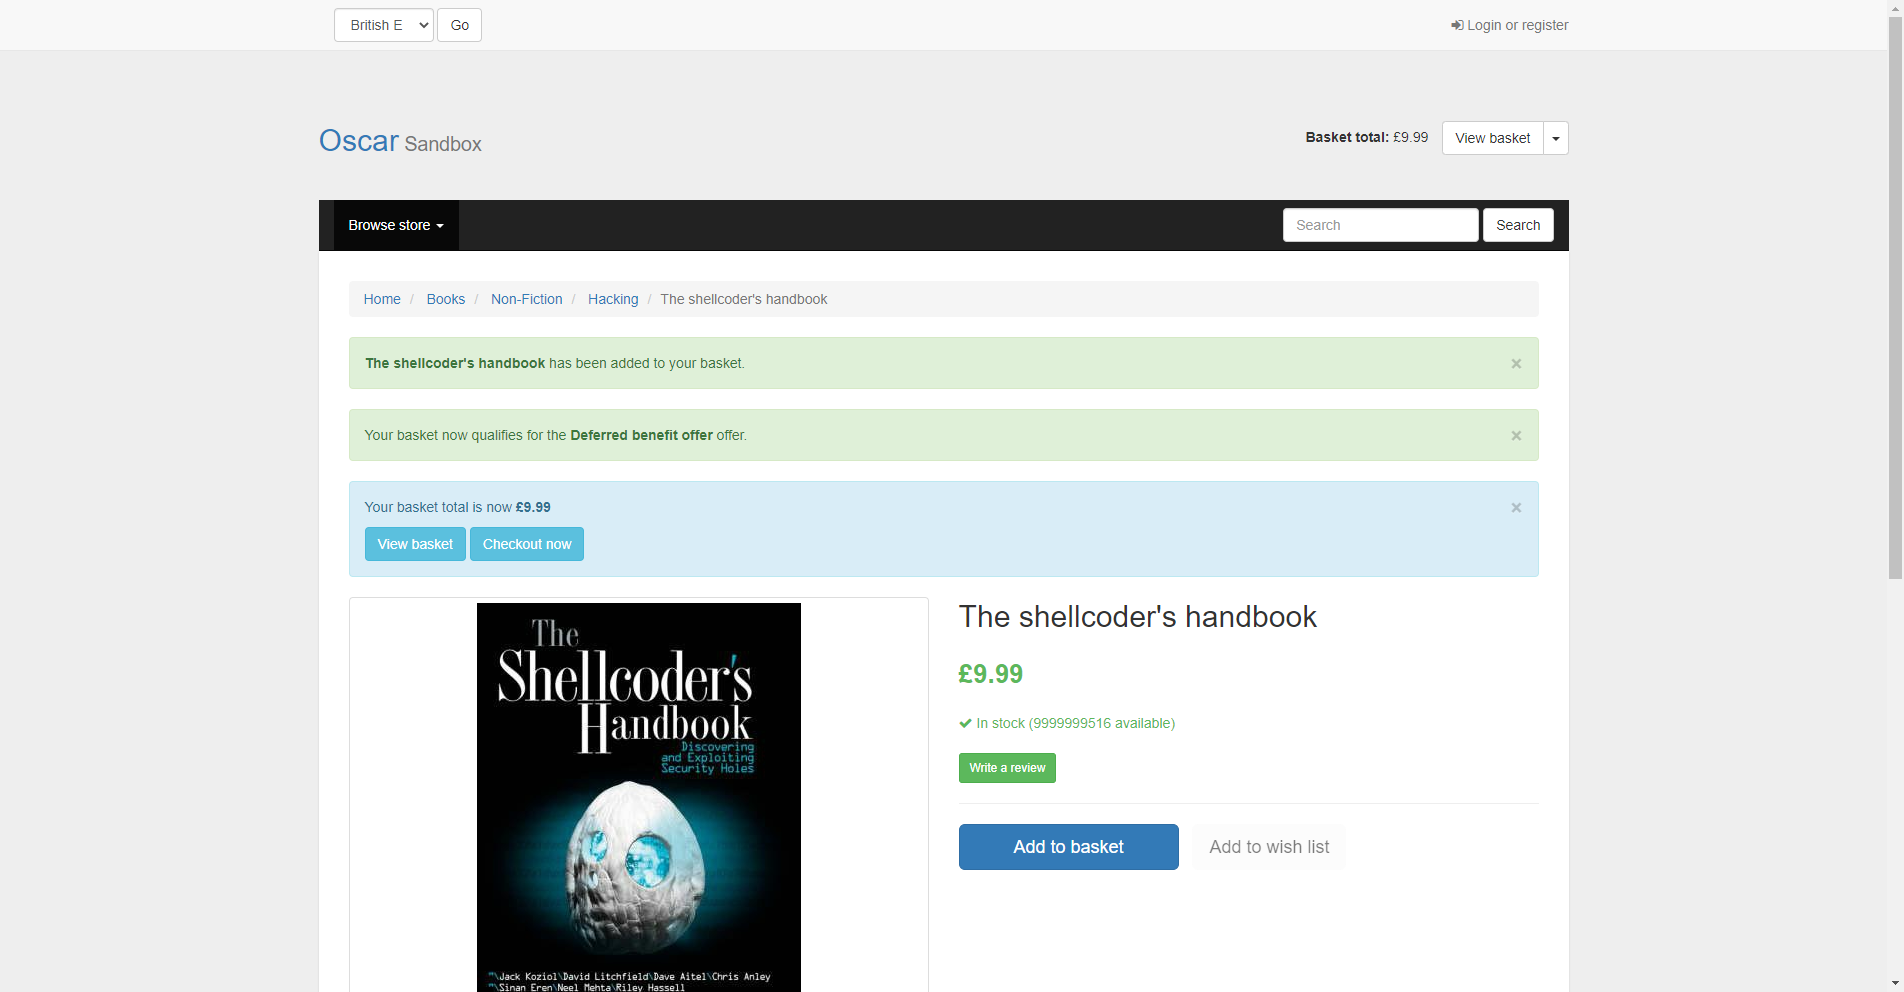 British E Go Login or register
Oscar Sandbox
Basket total: £9.99 View basket
Browse store Search Search
Home / Books / Non-Fiction / Hacking / The shellcoder's handbook
The shellcoder's handbook has been added to your basket. ×
Your basket now qualifies for the Deferred benefit offer offer. ×
Your basket total is now £9.99 ×
View basket Checkout now
The
Shellcoder's
Handbook
Discovering
and Exploiting
Security Holes
"\Jack Koziol\David Litchfield\Dave Aitel\Chris Anley
"\Sinan Eren\Neel Mehta\Riley Hassell
The shellcoder's handbook
£9.99
In stock (9999999516 available)
Write a review
Add to basket Add to wish list